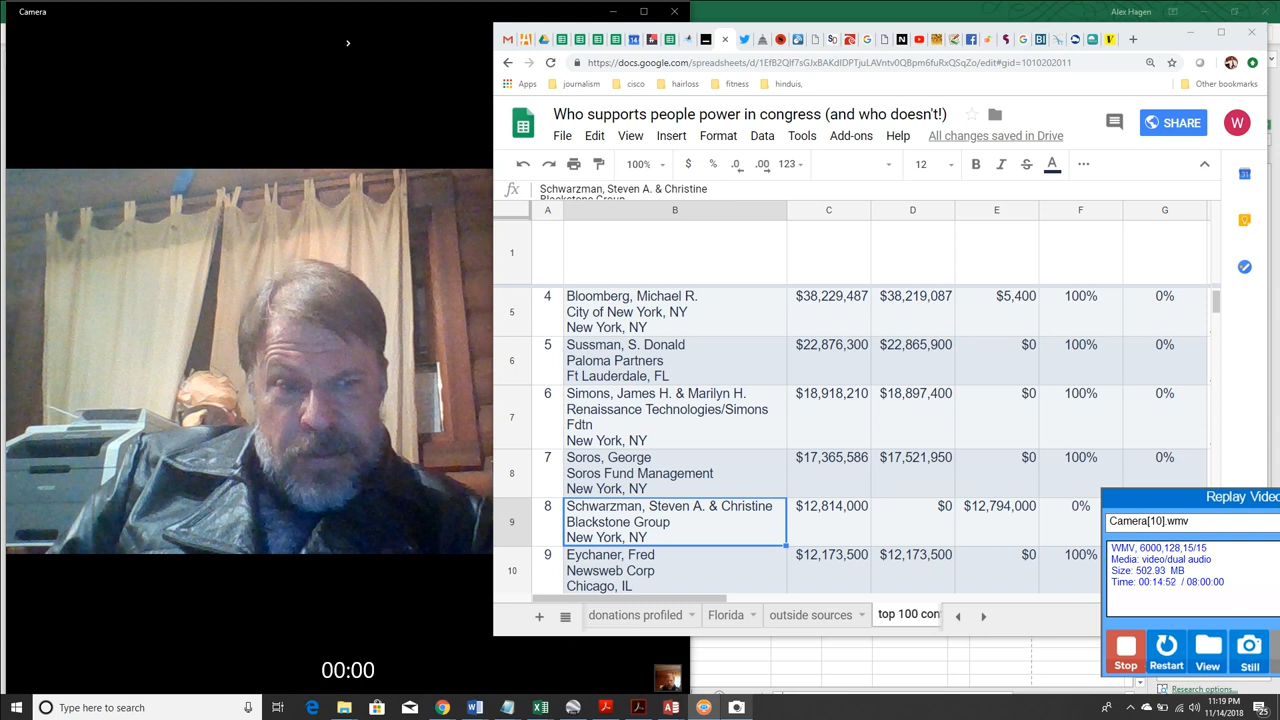 Camera
Alex Hagen
https://docs.google.com/spreadsheets/d/1EfB2Qlf7sGJxBAKdIDPTjuLAVntv0QBpm6fuRxQSqZo/edit#gid=1010202011
Apps journalism cisco hairloss fitness hinduis, Other bookmarks
Who supports people power in congress (and who doesn't!)
File Edit View Insert Format Data Tools Add-ons Help All changes saved in Drive
SHARE
W
100% $ % .0 .00 123 12 B I S A
fx Schwarzman, Steven A. & Christine
Blackstone Group
A B C D E F G
1
5 4 Bloomberg, Michael R. $38,229,487 $38,219,087 $5,400 100% 0%
City of New York, NY
New York, NY
6 5 Sussman, S. Donald $22,876,300 $22,865,900 $0 100% 0%
Paloma Partners
Ft Lauderdale, FL
7 6 Simons, James H. & Marilyn H. $18,918,210 $18,897,400 $0 100% 0%
Renaissance Technologies/Simons
Fdtn
New York, NY
8 7 Soros, George $17,365,586 $17,521,950 $0 100% 0%
Soros Fund Management
New York, NY
9 8 Schwarzman, Steven A. & Christine $12,814,000 $0 $12,794,000 0%
Blackstone Group
New York, NY
10 9 Eychaner, Fred $12,173,500 $12,173,500 $0 100%
Newsweb Corp
Chicago, IL
donations profiled Florida outside sources top 100 con
Replay Video
Camera[10].wmv
WMV, 6000,128,15/15
Media: video/dual audio
Size: 502.93 MB
Time: 00:14:52 / 08:00:00
Stop Restart View Still
Research options...
00:00
Type here to search
11:19 PM
11/14/2018
25